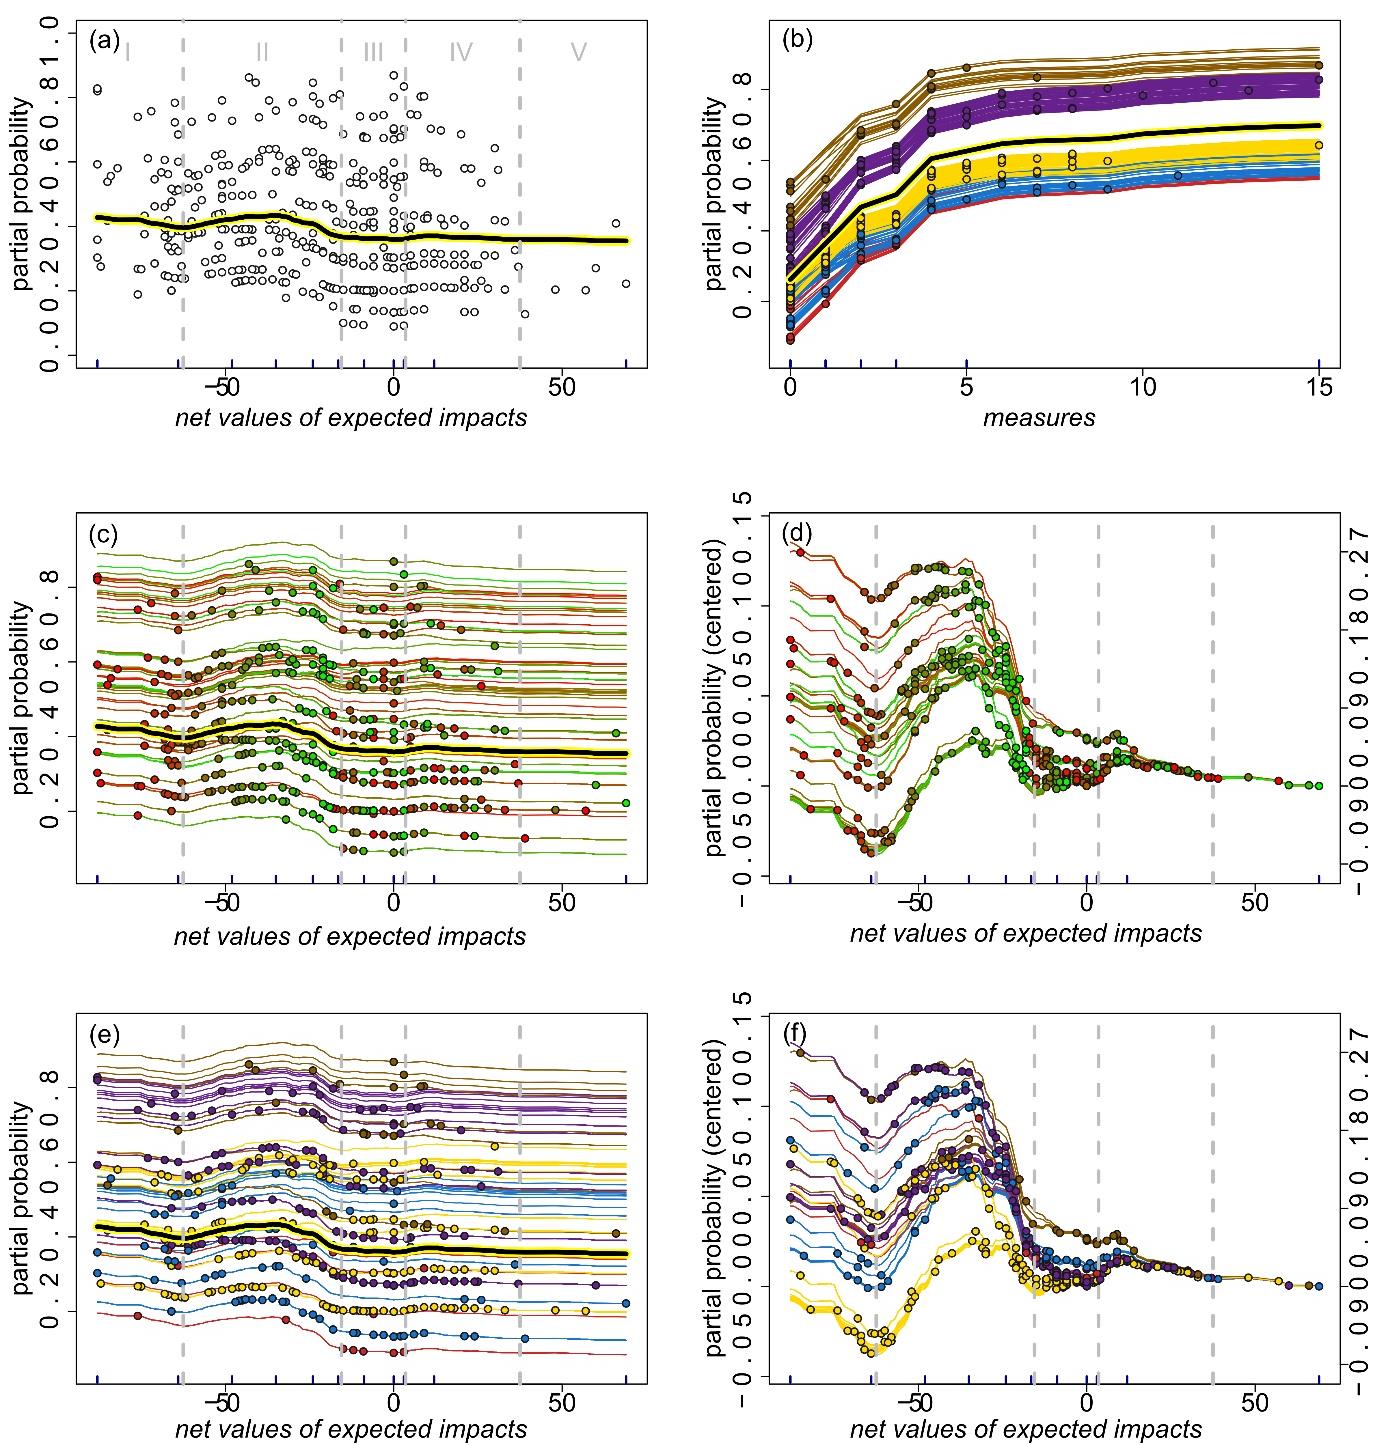 (a)
I II III IV V
partial probability
0.0 0.2 0.4 0.6 0.8 1.0
−50 0 50
net values of expected impacts
(b)
partial probability
0.2 0.4 0.6 0.8
0 5 10 15
measures
(c)
partial probability
0.2 0.4 0.6 0.8
−50 0 50
net values of expected impacts
(d)
partial probability (centered)
−0.05 0.00 0.05 0.10 0.15
−0.09 0.00 0.09 0.18 0.27
−50 0 50
net values of expected impacts
(e)
partial probability
0.2 0.4 0.6 0.8
−50 0 50
net values of expected impacts
(f)
partial probability (centered)
−0.05 0.00 0.05 0.10 0.15
−0.09 0.00 0.09 0.18 0.27
−50 0 50
net values of expected impacts